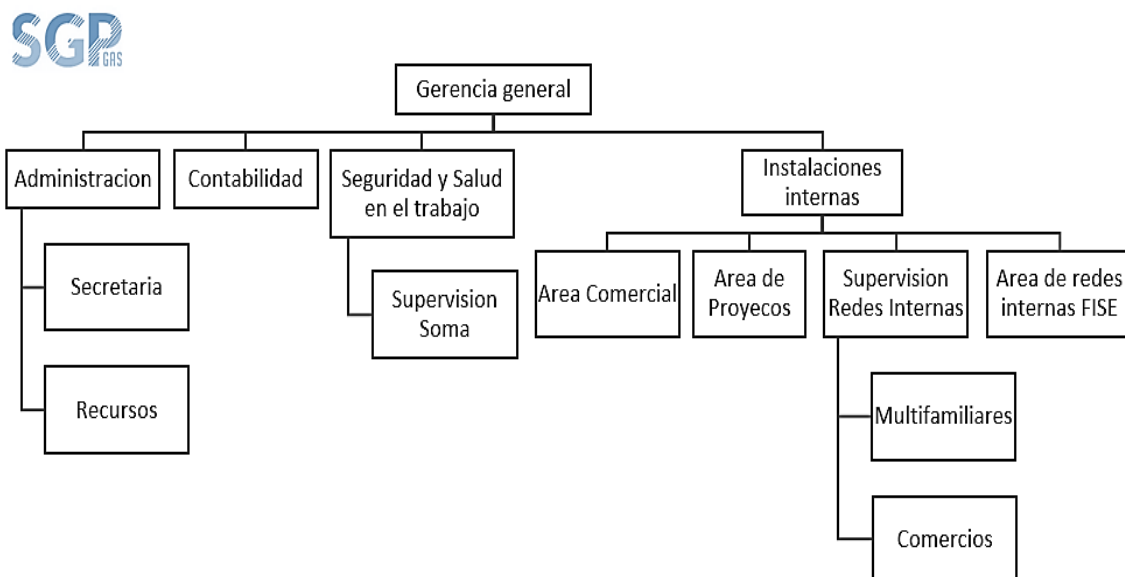 SGP
GAS
Gerencia general
Administracion
Contabilidad
Seguridad y Salud
en el trabajo
Instalaciones
internas
Secretaria
Recursos
Supervision
Soma
Area Comercial
Area de
Proyecos
Supervision
Redes Internas
Area de redes
internas FISE
Multifamiliares
Comercios